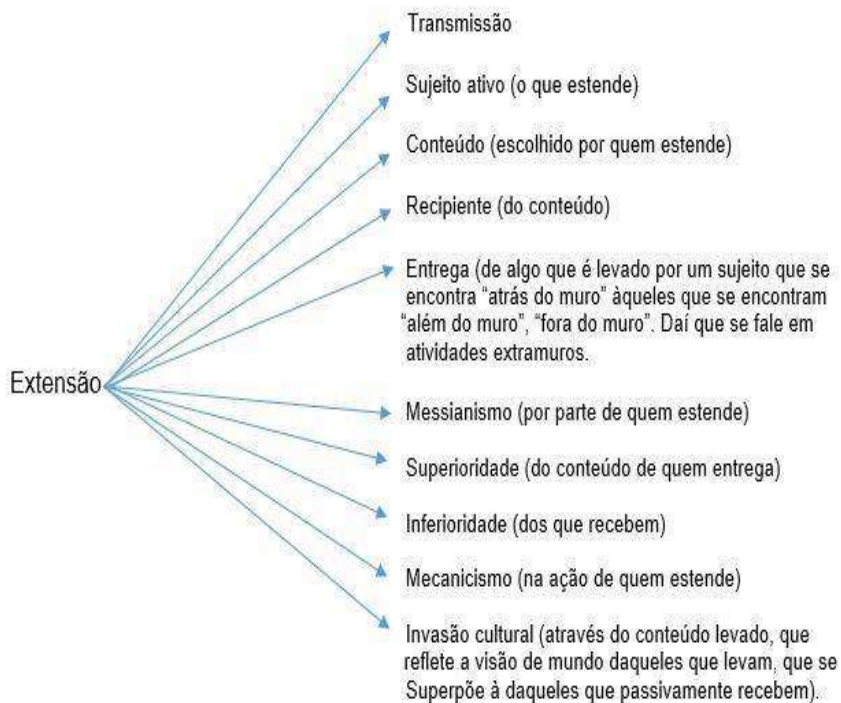 Transmissão
Sujeito ativo (o que estende)
Conteúdo (escolhido por quem estende)
Recipiente (do conteúdo)
Entrega (de algo que é levado por um sujeito que se
encontra “atrás do muro” àqueles que se encontram
“além do muro”, “fora do muro”. Daí que se fale em
atividades extramuros.
Extensão
Messianismo (por parte de quem estende)
Superioridade (do conteúdo de quem entrega)
Inferioridade (dos que recebem)
Mecanicismo (na ação de quem estende)
Invasão cultural (através do conteúdo levado, que
reflete a visão de mundo daqueles que levam, que se
Superpõe à daqueles que passivamente recebem).